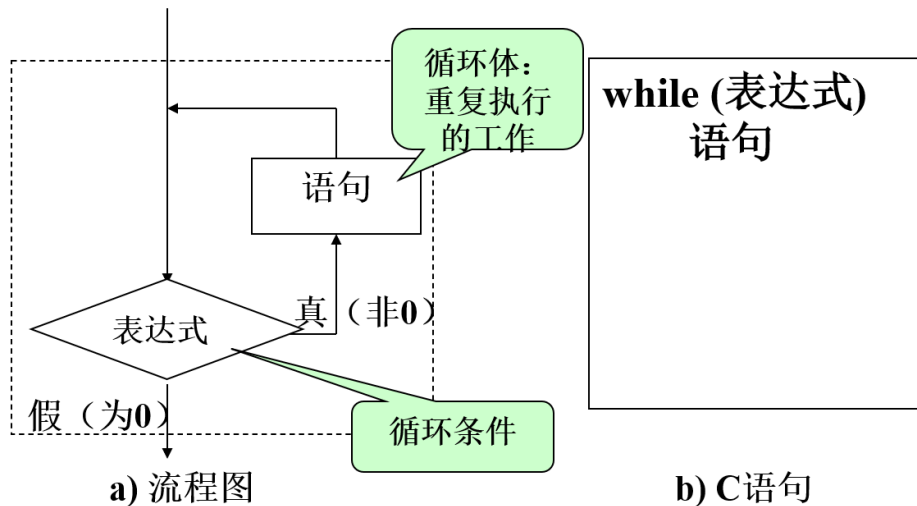 循环体：
重复执行
的工作
语句
表达式
真（非0）
假（为0）
循环条件
a) 流程图
while (表达式)
语句
b) C语句